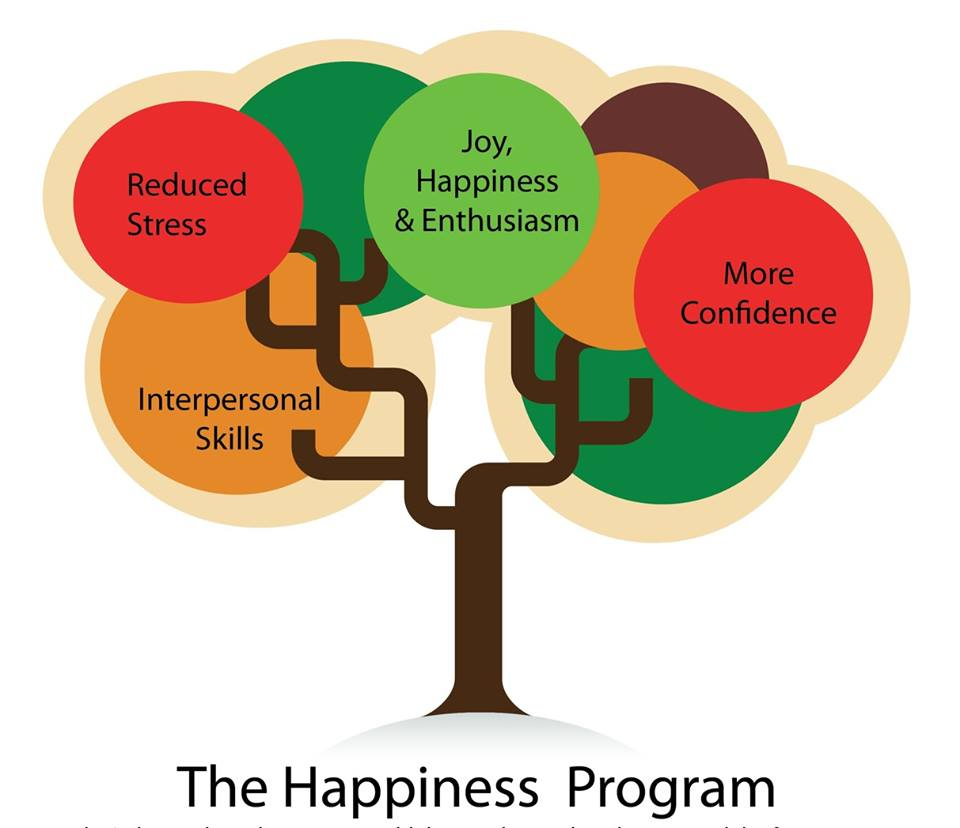 Joy,
Happiness
& Enthusiasm
Reduced
Stress
More
Confidence
Interpersonal
Skills
The Happiness  Program